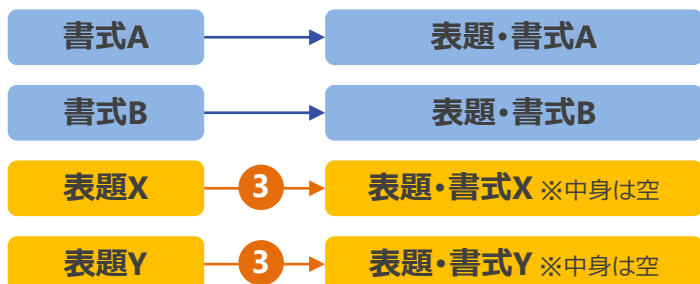 書式A 表題・書式A
書式B 表題・書式B
表題X 3 表題・書式X ※中身は空
表題Y 3 表題・書式Y ※中身は空